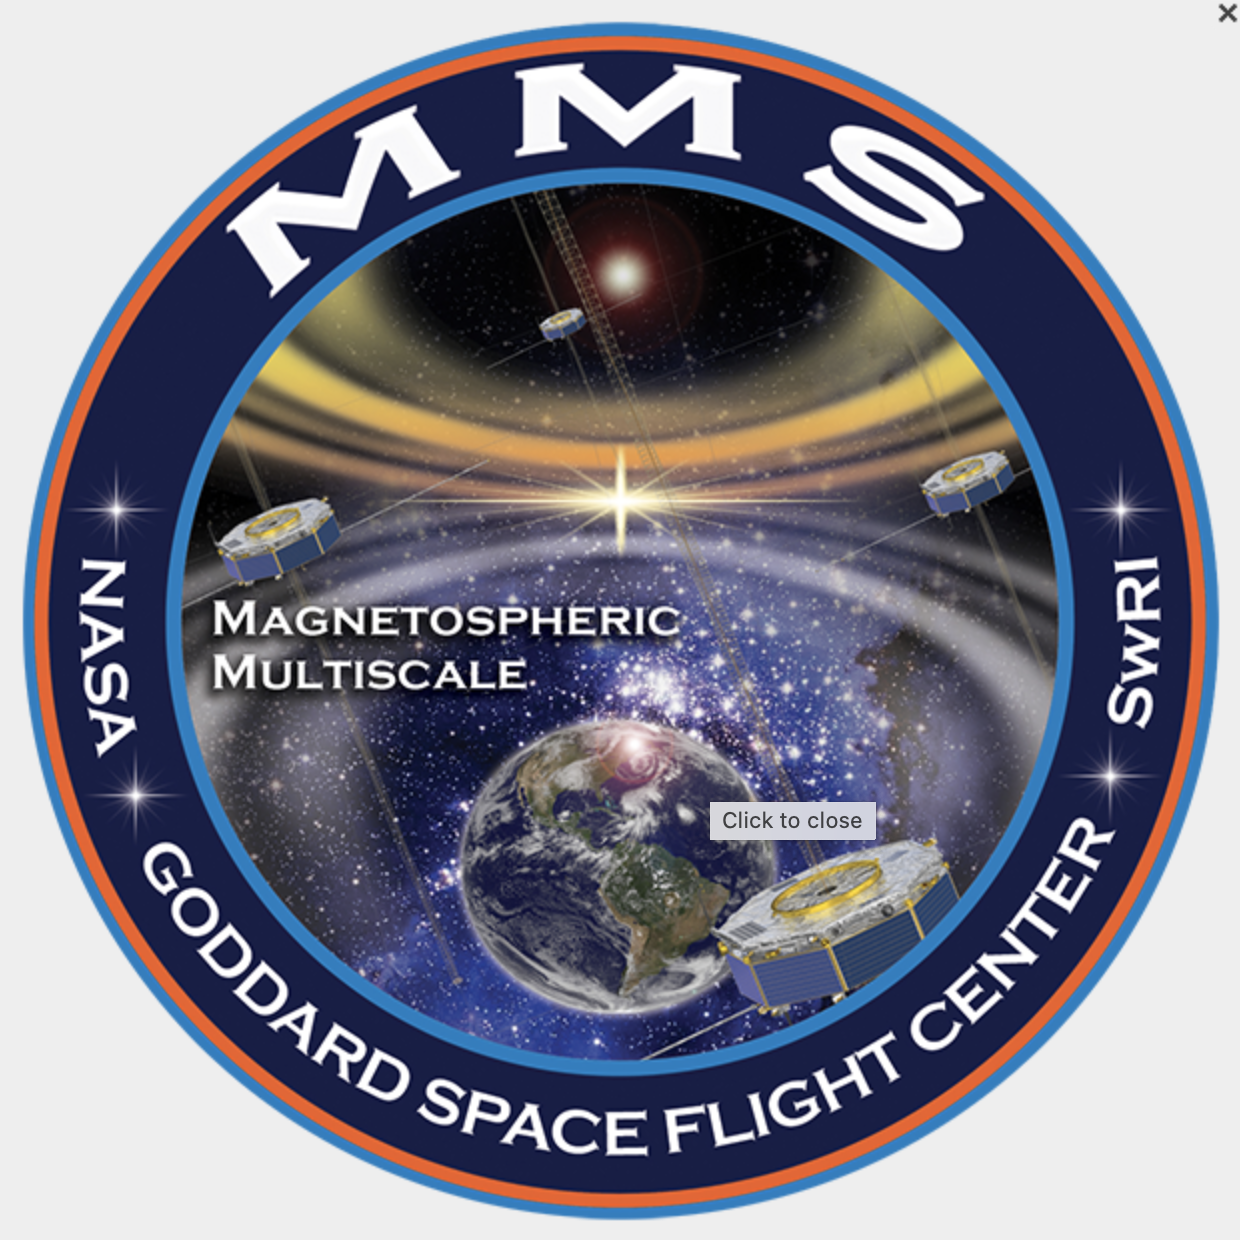 MMS
MAGNETOSPHERIC
MULTISCALE
NASA
SwRI
GODDARD SPACE FLIGHT CENTER
Click to close
×